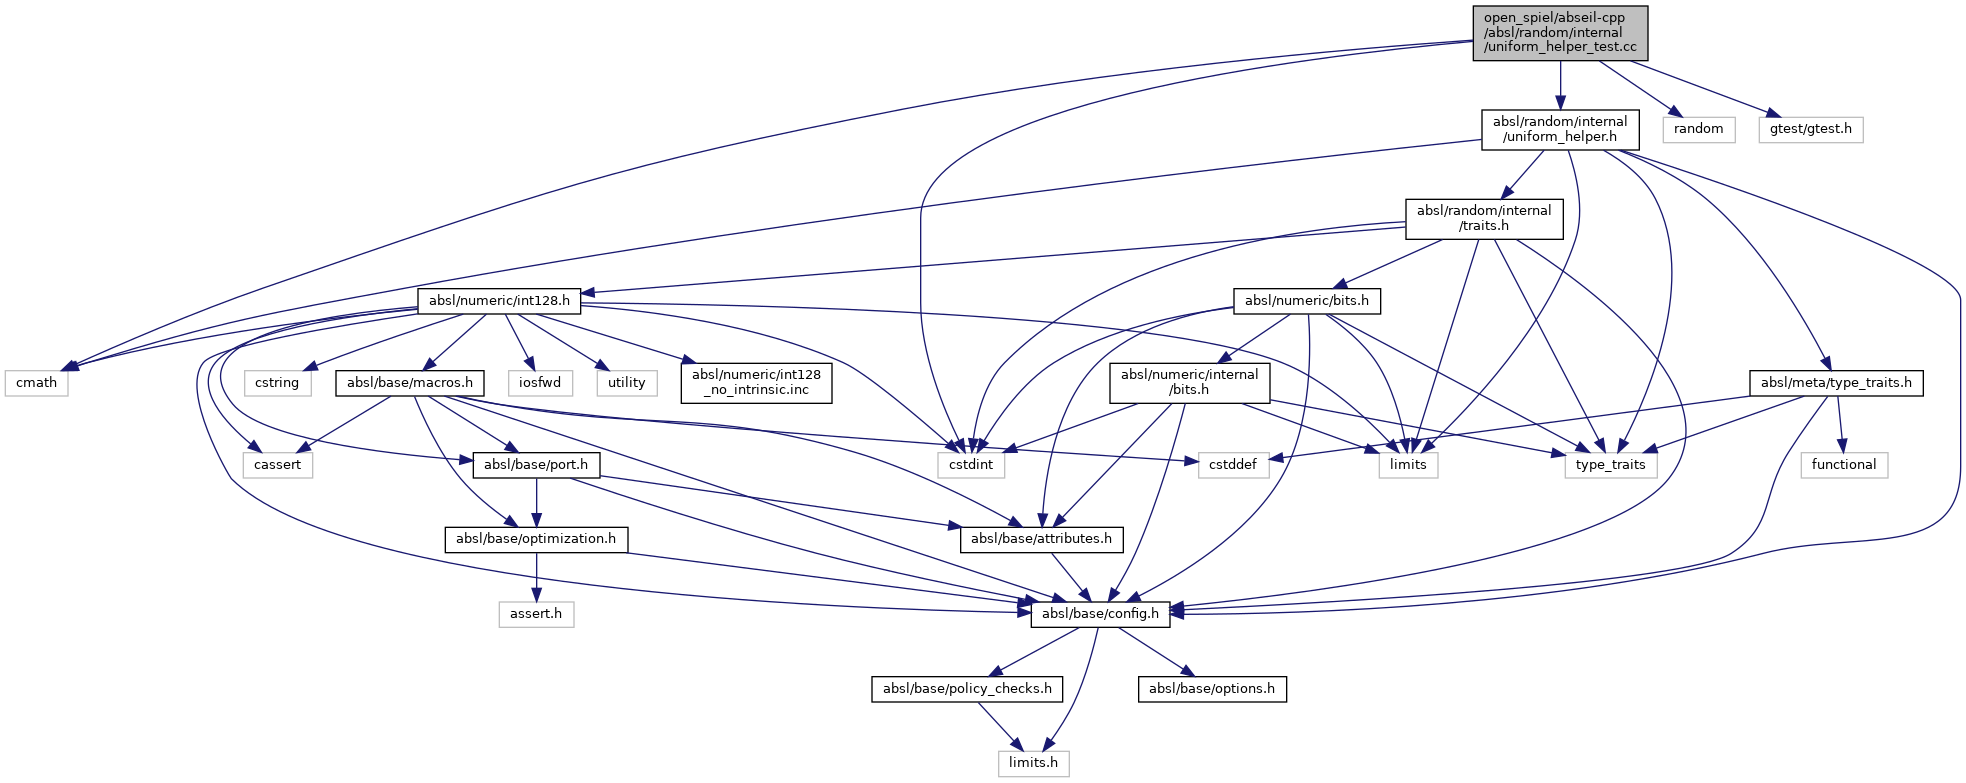 open_spiel/abseil-cpp
/absl/random/internal
/uniform_helper_test.cc
absl/random/internal
/uniform_helper.h
random
gtest/gtest.h
absl/random/internal
/traits.h
absl/numeric/int128.h
absl/numeric/bits.h
cmath
cstring
absl/base/macros.h
iosfwd
utility
absl/numeric/int128
_no_intrinsic.inc
absl/numeric/internal
/bits.h
absl/meta/type_traits.h
cassert
absl/base/port.h
cstdint
cstddef
limits
type_traits
functional
absl/base/optimization.h
absl/base/attributes.h
assert.h
absl/base/config.h
absl/base/policy_checks.h
absl/base/options.h
limits.h